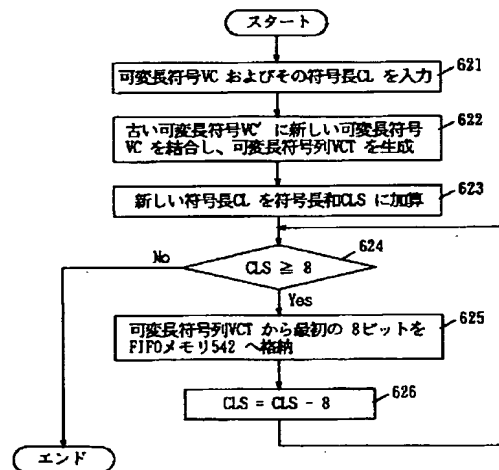 スタート
621
可変長符号VC およびその符号長CL を入力
622
古い可変長符号VC' に新しい可変長符号
VC を結合し、可変長符号列VCT を生成
623
新しい符号長CL を符号長和CLS に加算
624
No
CLS ≧ 8
Yes
625
可変長符号列VCT から最初の 8ビットを
FIFOメモリ542 へ格納
626
CLS = CLS - 8
エンド